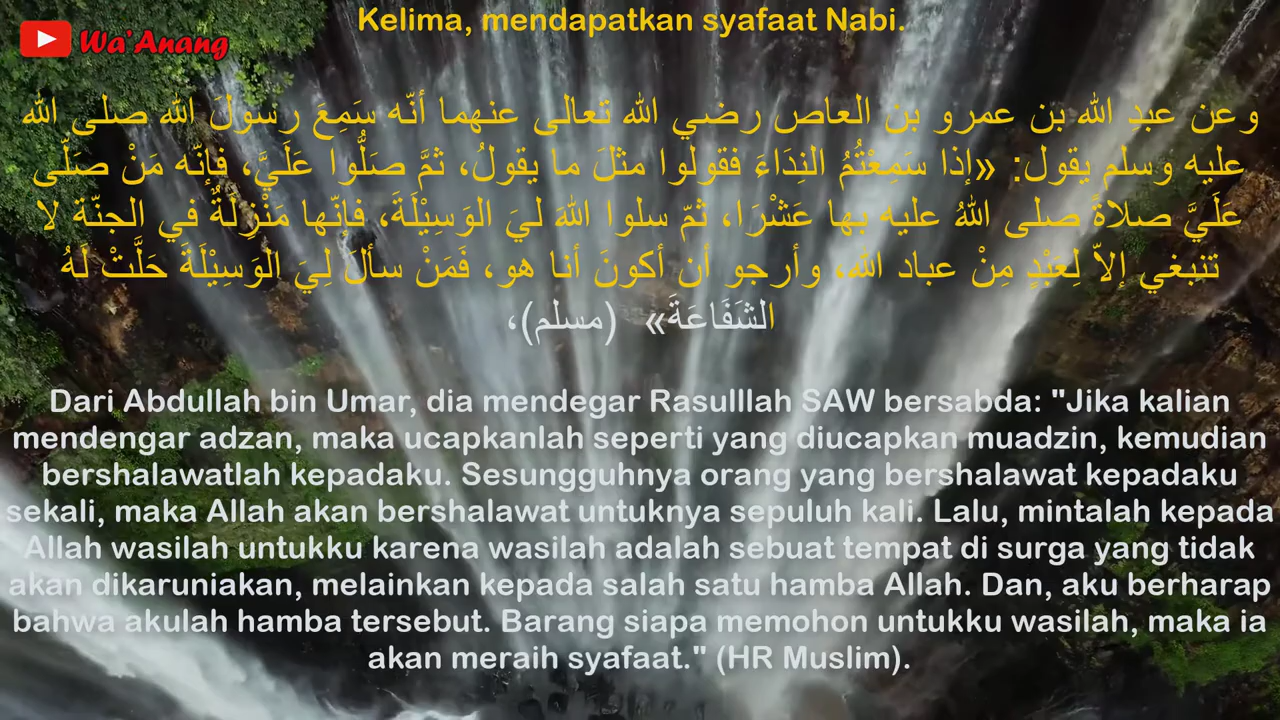 Kelima, mendapatkan syafaat Nabi.
Wa'Anang
وعن عبدِ الله بن عمرو بن العاص رضي الله تعالى عنهما أنّه سَمِعَ رسولَ الله صلى الله
عليه وسلم يقول: «إذا سَمِعْتُمُ النِدَاءَ فقولوا مثلَ ما يقولُ، ثمَّ صَلُّوا عَلَيَّ، فإنّه مَنْ صَلّى
عَلَيَّ صلاةً صلى اللهُ عليه بها عَشْرَا، ثمّ سلوا اللهَ ليَ الوَسِيْلَةَ، فإنّها مَنْزِلَةٌ في الجنّة لا
تنبغي إلاّ لِعَبْدٍ مِنْ عباد الله، وأرجو أن أكونَ أنا هو، فَمَنْ سألَ لِيَ الوَسِيْلَةَ حَلَّتْ لَهُ
الشَفَاعَةَ» (مسلم)،
Dari Abdullah bin Umar, dia mendegar Rasulllah SAW bersabda: "Jika kalian
mendengar adzan, maka ucapkanlah seperti yang diucapkan muadzin, kemudian
bershalawatlah kepadaku. Sesungguhnya orang yang bershalawat kepadaku
sekali, maka Allah akan bershalawat untuknya sepuluh kali. Lalu, mintalah kepada
Allah wasilah untukku karena wasilah adalah sebuat tempat di surga yang tidak
akan dikaruniakan, melainkan kepada salah satu hamba Allah. Dan, aku berharap
bahwa akulah hamba tersebut. Barang siapa memohon untukku wasilah, maka ia
akan meraih syafaat." (HR Muslim).